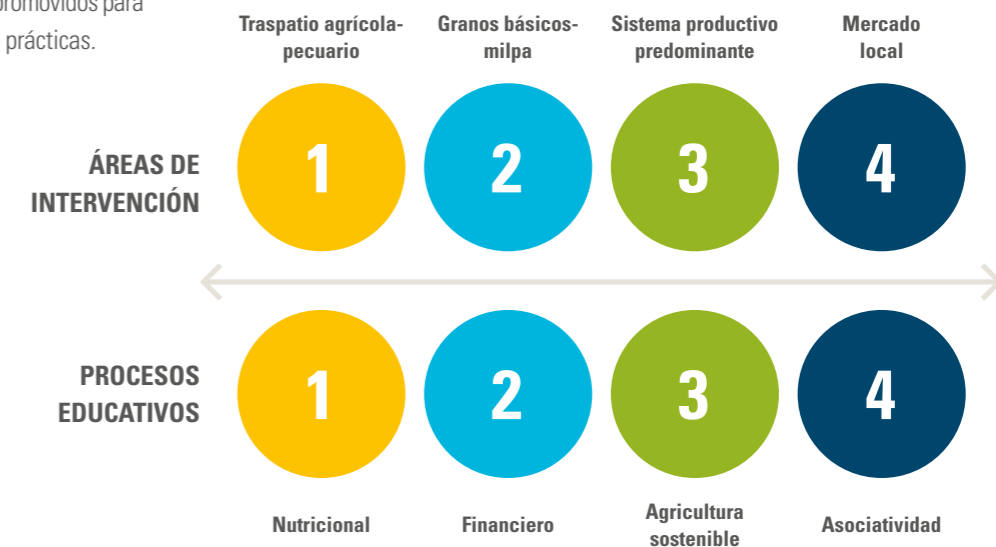 promovidos para
prácticas.
Traspatio agrícola-
pecuario
Granos básicos-
milpa
Sistema productivo
predominante
Mercado
local
ÁREAS DE
INTERVENCIÓN
1
2
3
4
PROCESOS
EDUCATIVOS
1
2
3
4
Nutricional
Financiero
Agricultura
sostenible
Asociatividad